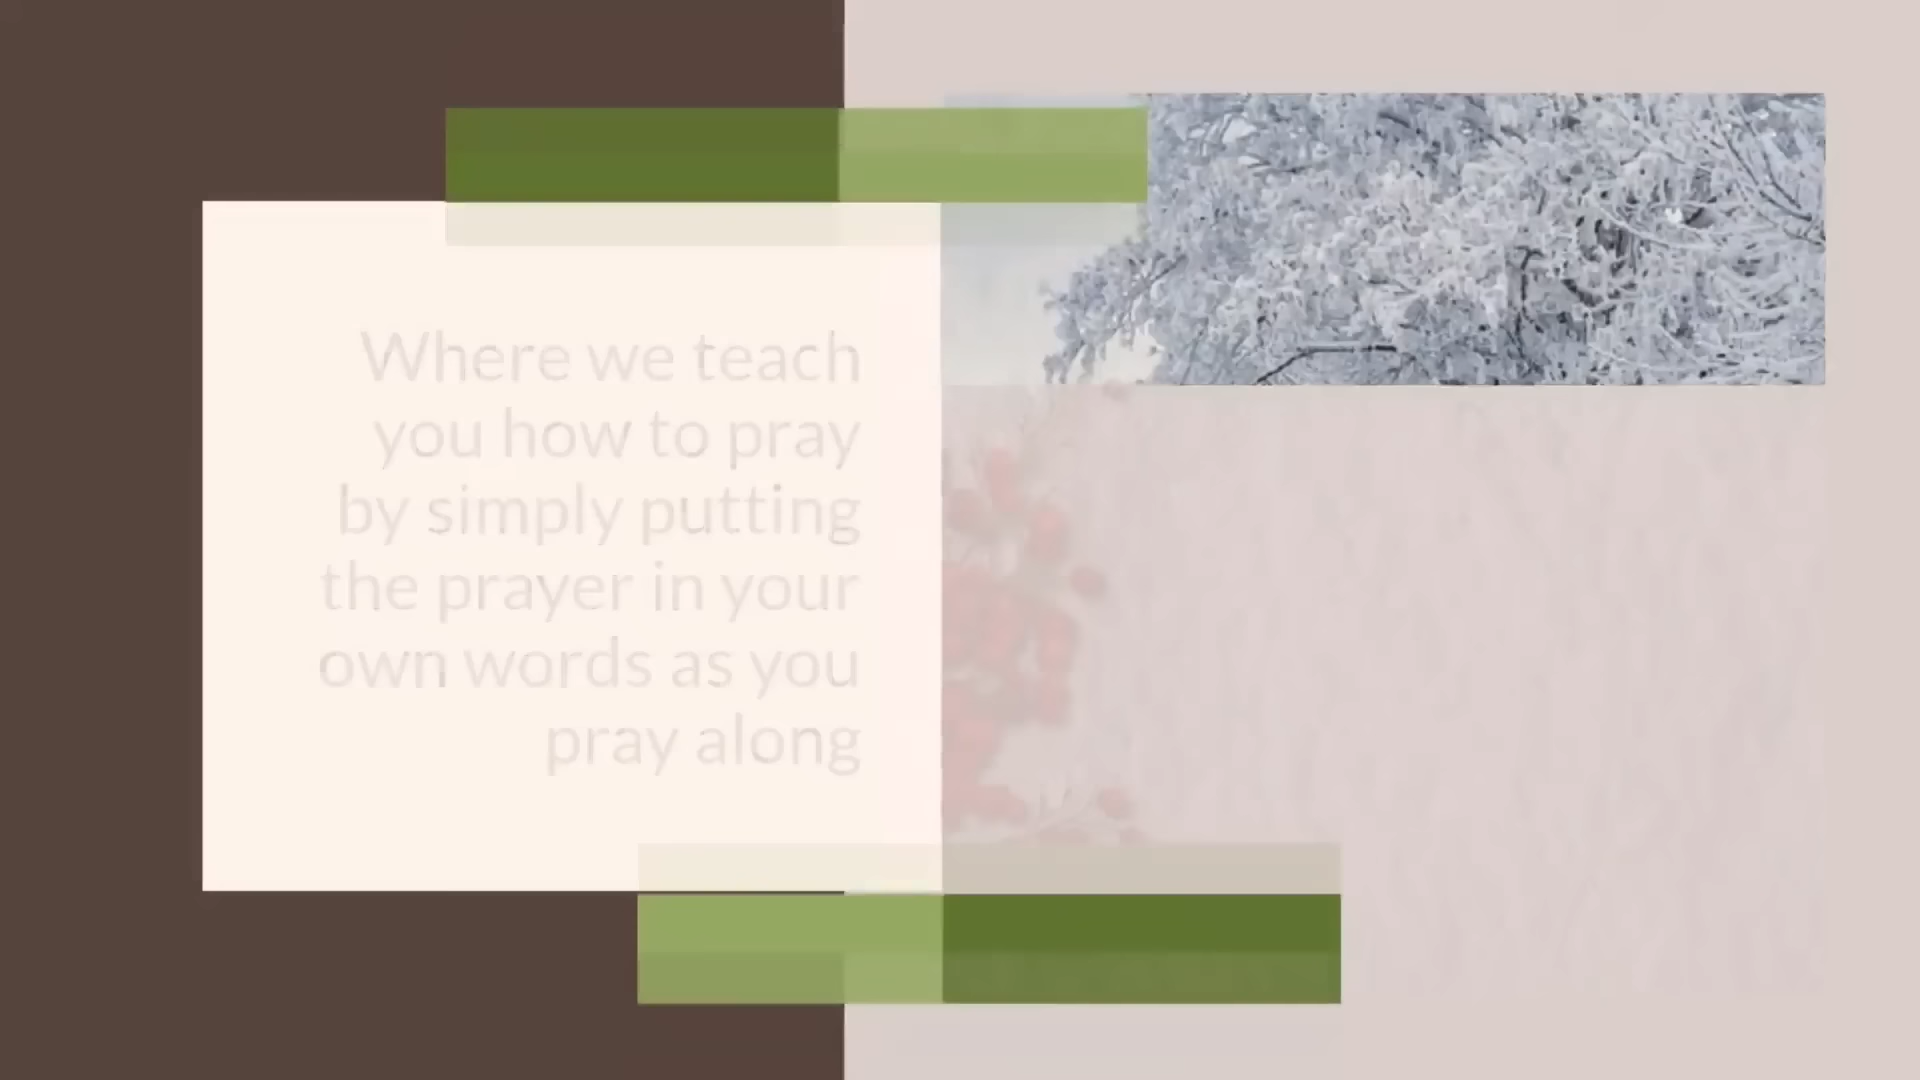 Where we teach
you how to pray
by simply putting
the prayer in your
own words as you
pray along